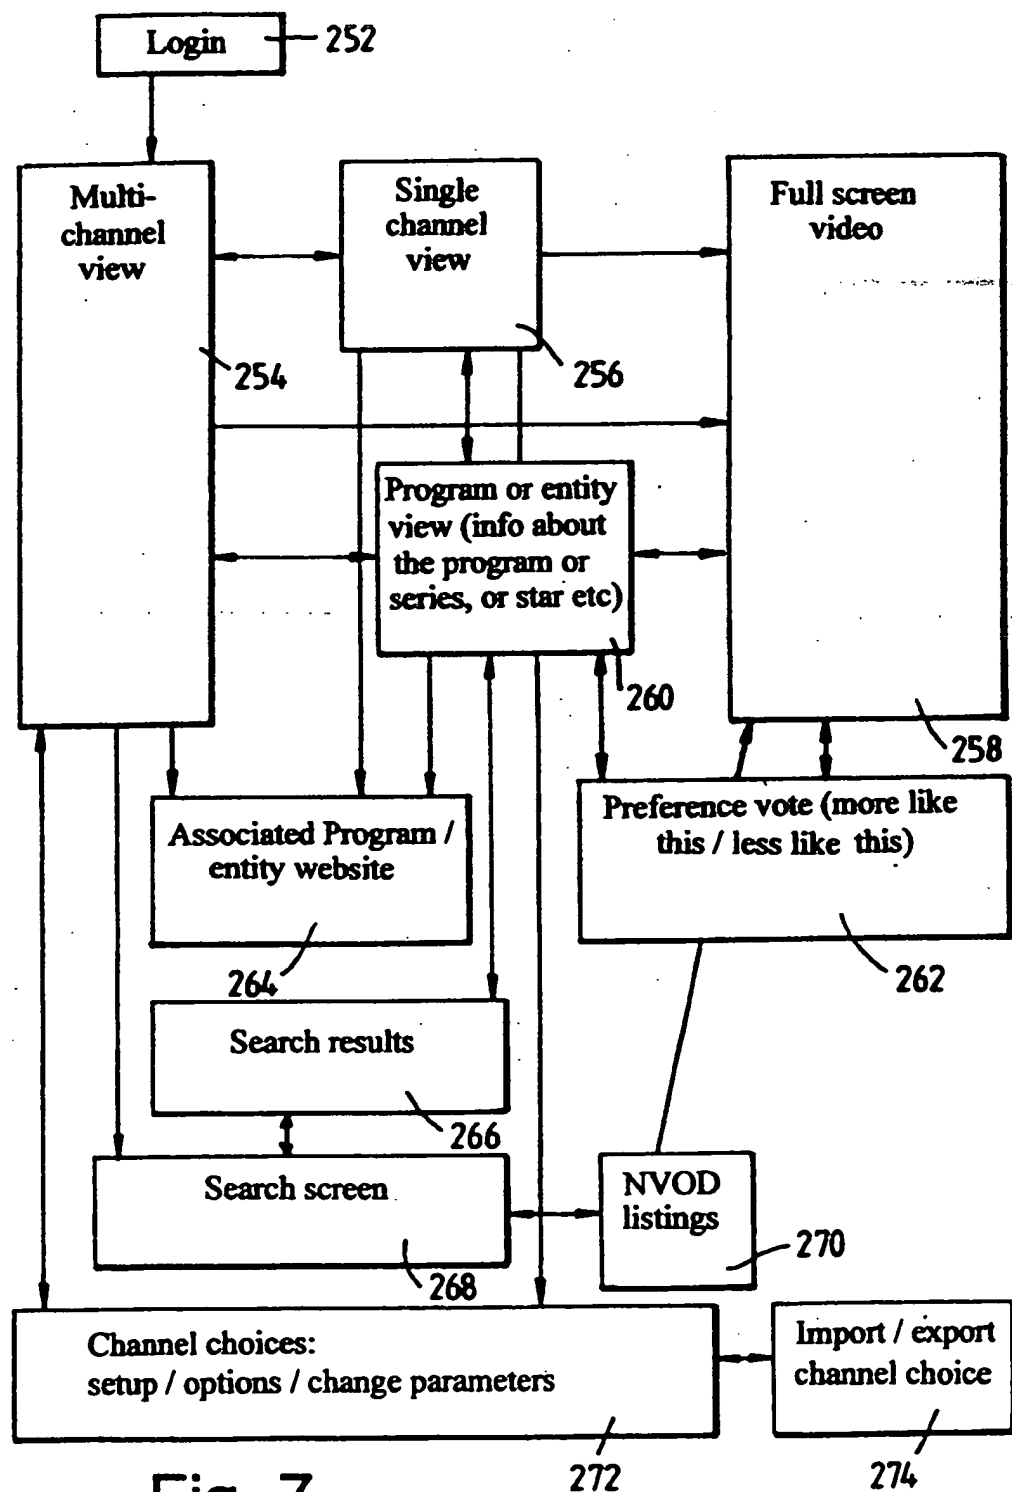 Login
252
Multi-
channel
view
254
Single
channel
view
256
Full screen
video
258
Program or entity
view (info about
the program or
series, or star etc)
260
Associated Program /
entity website
264
Preference vote (more like
this / less like this)
262
Search results
266
Search screen
268
NVOD
listings
270
Channel choices:
setup / options / change parameters
272
Import / export
channel choice
274
Fig. 7